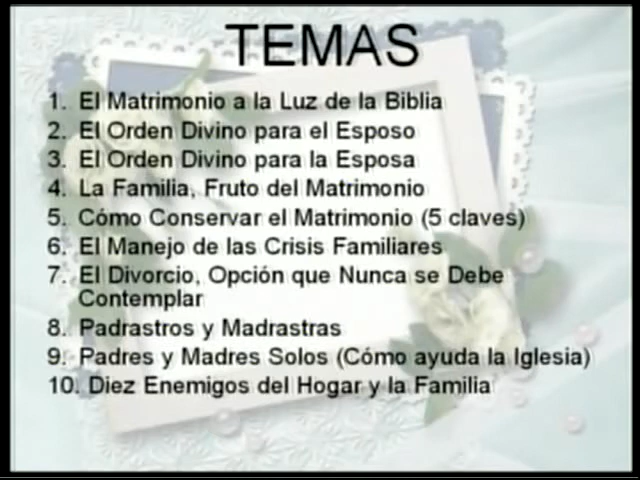 TEMAS
1. El Matrimonio a la Luz de la Biblia
2. El Orden Divino para el Esposo
3. El Orden Divino para la Esposa
4. La Familia, Fruto del Matrimonio
5. Cómo Conservar el Matrimonio (5 claves)
6. El Manejo de las Crisis Familiares
7. El Divorcio, Opción que Nunca se Debe
Contemplar
8. Padrastros y Madrastras
9. Padres y Madres Solos (Cómo ayuda la Iglesia)
10. Diez Enemigos del Hogar y la Familia